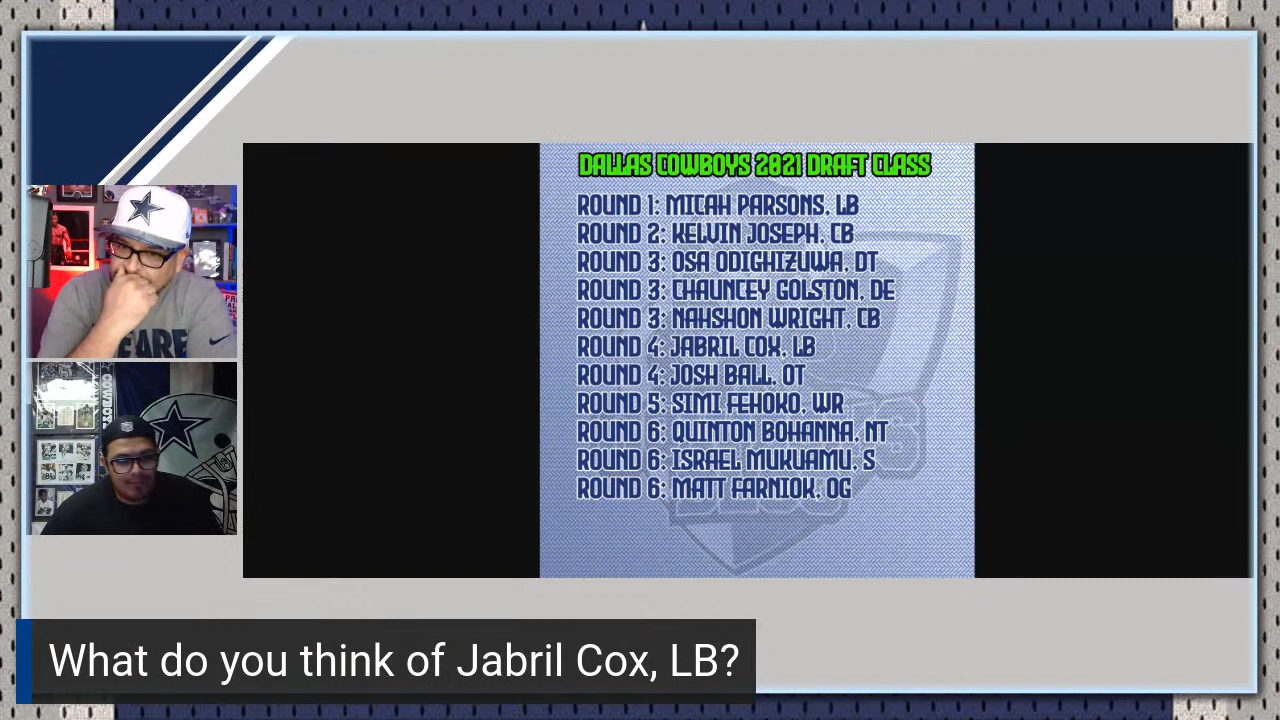 DALLAS COWBOYS 2021 DRAFT CLASS
ROUND 1: MICAH PARSONS, LB
ROUND 2: KELVIN JOSEPH, CB
ROUND 3: OSA ODIGHIZUWA, DT
ROUND 3: CHAUNCEY GOLSTON, DE
ROUND 3: NAHSHON WRIGHT, CB
ROUND 4: JABRIL COX, LB
ROUND 4: JOSH BALL, OT
ROUND 5: SIMI FEHOKO, WR
ROUND 6: QUINTON BOHANNA, NT
ROUND 6: ISRAEL MUKUAMU, S
ROUND 6: MATT FARNIOK, OG
ARE
What do you think of Jabril Cox, LB?